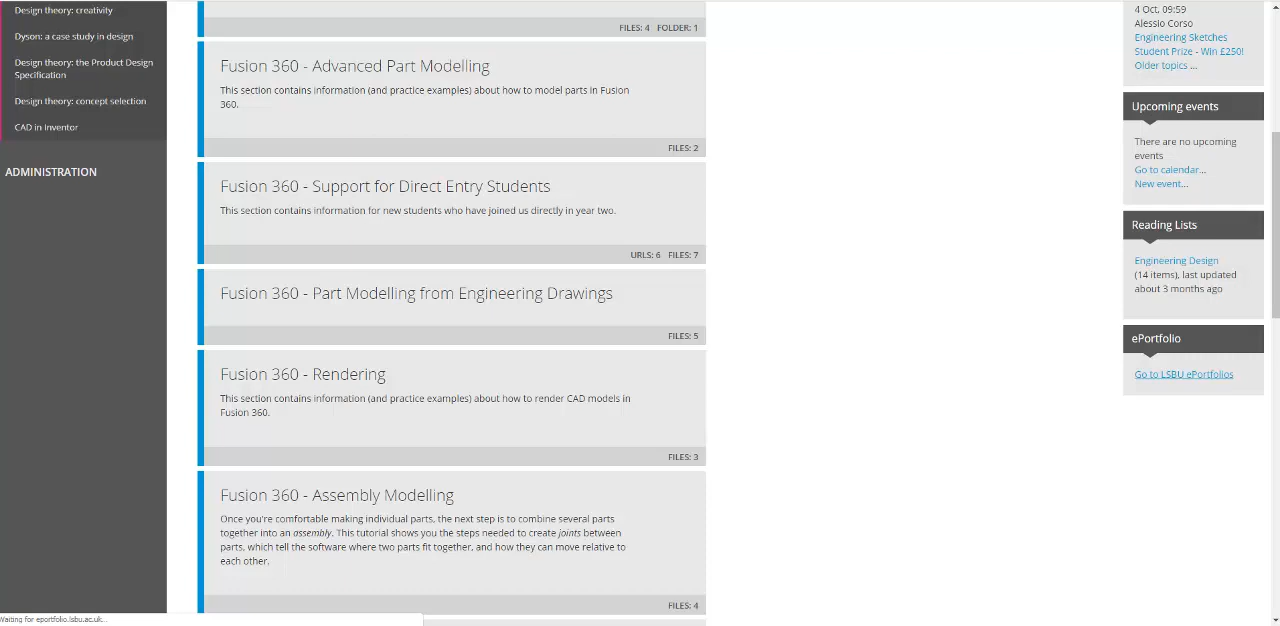 Design theory: creativity
Dyson: a case study in design
Design theory: the Product Design
Specification
Design theory: concept selection
CAD in Inventor
ADMINISTRATION
FILES: 4 FOLDER: 1
Fusion 360 - Advanced Part Modelling
This section contains information (and practice examples) about how to model parts in Fusion
360.
FILES: 2
Fusion 360 - Support for Direct Entry Students
This section contains information for new students who have joined us directly in year two.
URLS: 6 FILES: 7
Fusion 360 - Part Modelling from Engineering Drawings
FILES: 5
Fusion 360 - Rendering
This section contains information (and practice examples) about how to render CAD models in
Fusion 360.
FILES: 3
Fusion 360 - Assembly Modelling
Once you're comfortable making individual parts, the next step is to combine several parts
together into an assembly. This tutorial shows you the steps needed to create joints between
parts, which tell the software where two parts fit together, and how they can move relative to
each other.
FILES: 4
4 Oct, 09:59
Alessio Corso
Engineering Sketches
Student Prize - Win £250!
Older topics ...
Upcoming events
There are no upcoming
events
Go to calendar...
New event...
Reading Lists
Engineering Design
(14 items), last updated
about 3 months ago
ePortfolio
Go to LSBU ePortfolios
Waiting for eportfolio.lsbu.ac.uk...